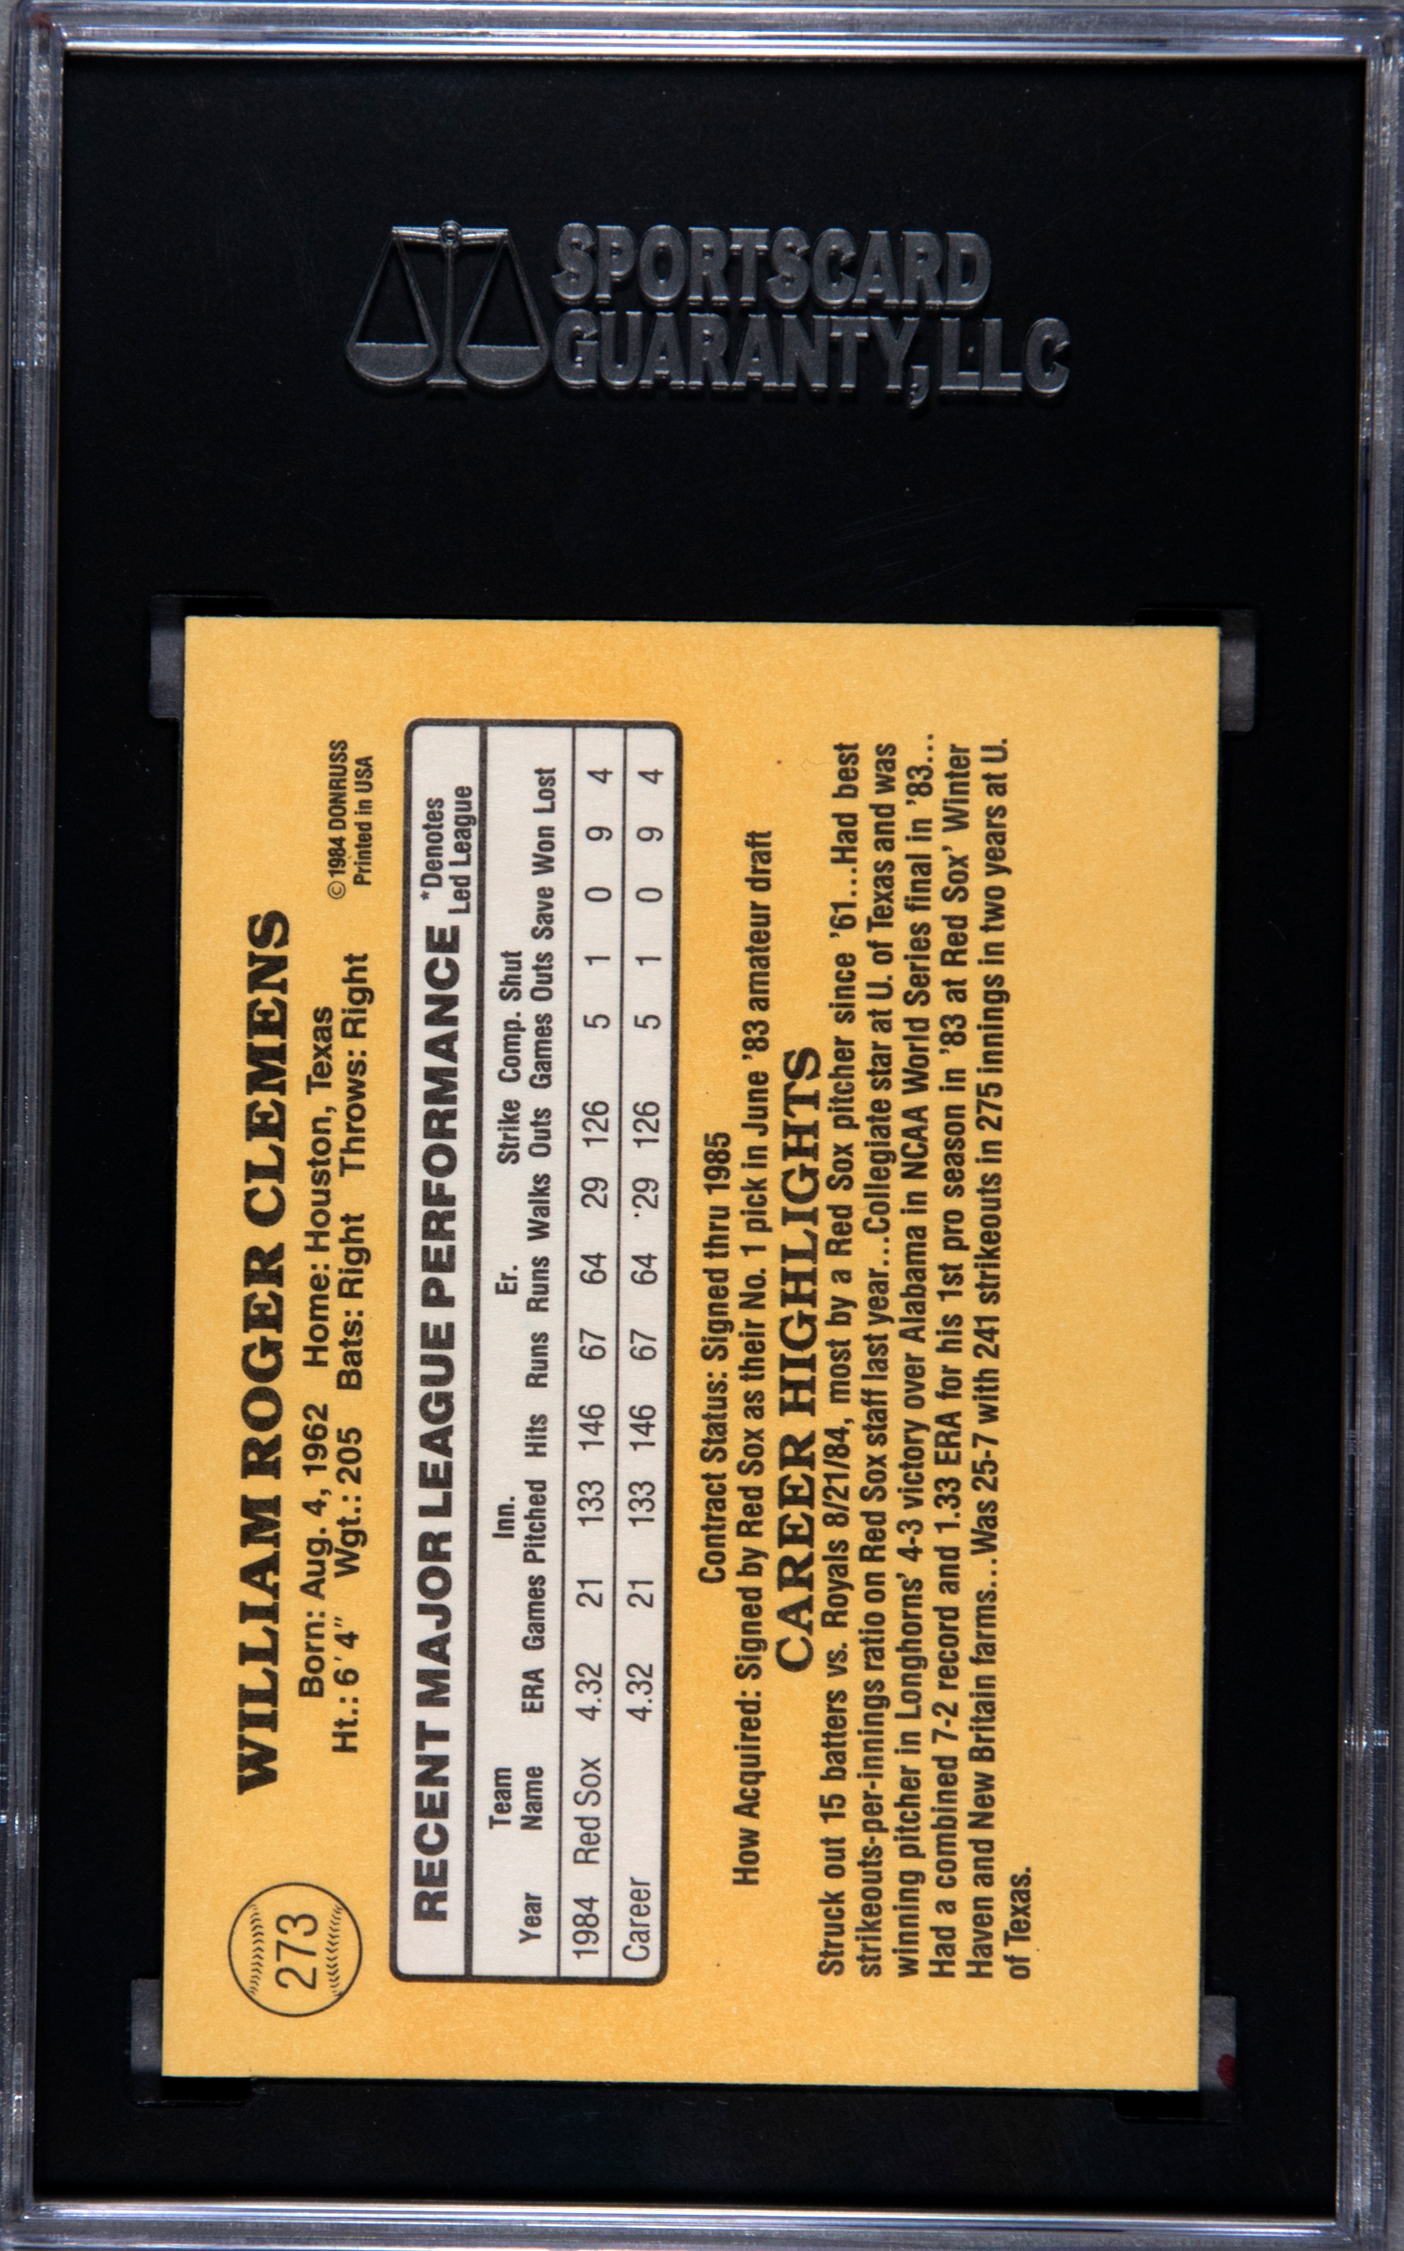 SPORTSCARD
GUARANTY, LLC
273
WILLIAM ROGER CLEMENS
Born: Aug. 4, 1962 Home: Houston, Texas
Ht.: 6'4" Wgt.: 205 Bats: Right Throws: Right
©1984 DONRUSS
Printed in USA
RECENT MAJOR LEAGUE PERFORMANCE
*Denotes
Led League
Team Inn. Er. Strike Comp. Shut
Year Name ERA Games Pitched Hits Runs Runs Walks Outs Games Outs Save Won Lost
1984 Red Sox 4.32 21 133 146 67 64 29 126 5 1 0 9 4
Career 4.32 21 133 146 67 64 29 126 5 1 0 9 4
Contract Status: Signed thru 1985
How Acquired: Signed by Red Sox as their No. 1 pick in June '83 amateur draft
CAREER HIGHLIGHTS
Struck out 15 batters vs. Royals 8/21/84, most by a Red Sox pitcher since '61...Had best
strikeouts-per-innings ratio on Red Sox staff last year...Collegiate star at U. of Texas and was
winning pitcher in Longhorns' 4-3 victory over Alabama in NCAA World Series final in '83...
Had a combined 7-2 record and 1.33 ERA for his 1st pro season in '83 at Red Sox' Winter
Haven and New Britain farms...Was 25-7 with 241 strikeouts in 275 innings in two years at U.
of Texas.